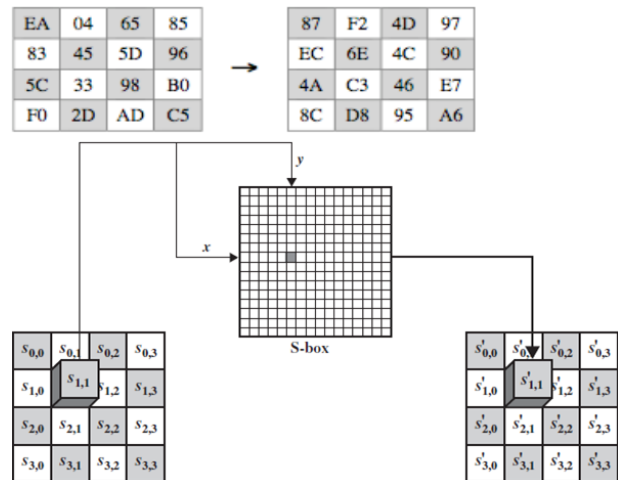 EA 04 65 85 87 F2 4D 97
83 45 5D 96 EC 6E 4C 90
5C 33 98 B0 4A C3 46 E7
F0 2D AD C5 8C D8 95 A6
y
x
S-box
s0,0 s0,1 s0,2 s0,3 s'0,0 s'0, s'0,2 s'0,3
s1,0 s1,1 s1,2 s1,3 s'1,0 s'1,1 s'1,2 s'1,3
s2,0 s2,1 s2,2 s2,3 s'2,0 s'2,1 s'2,2 s'2,3
s3,0 s3,1 s3,2 s3,3 s'3,0 s'3,1 s'3,2 s'3,3